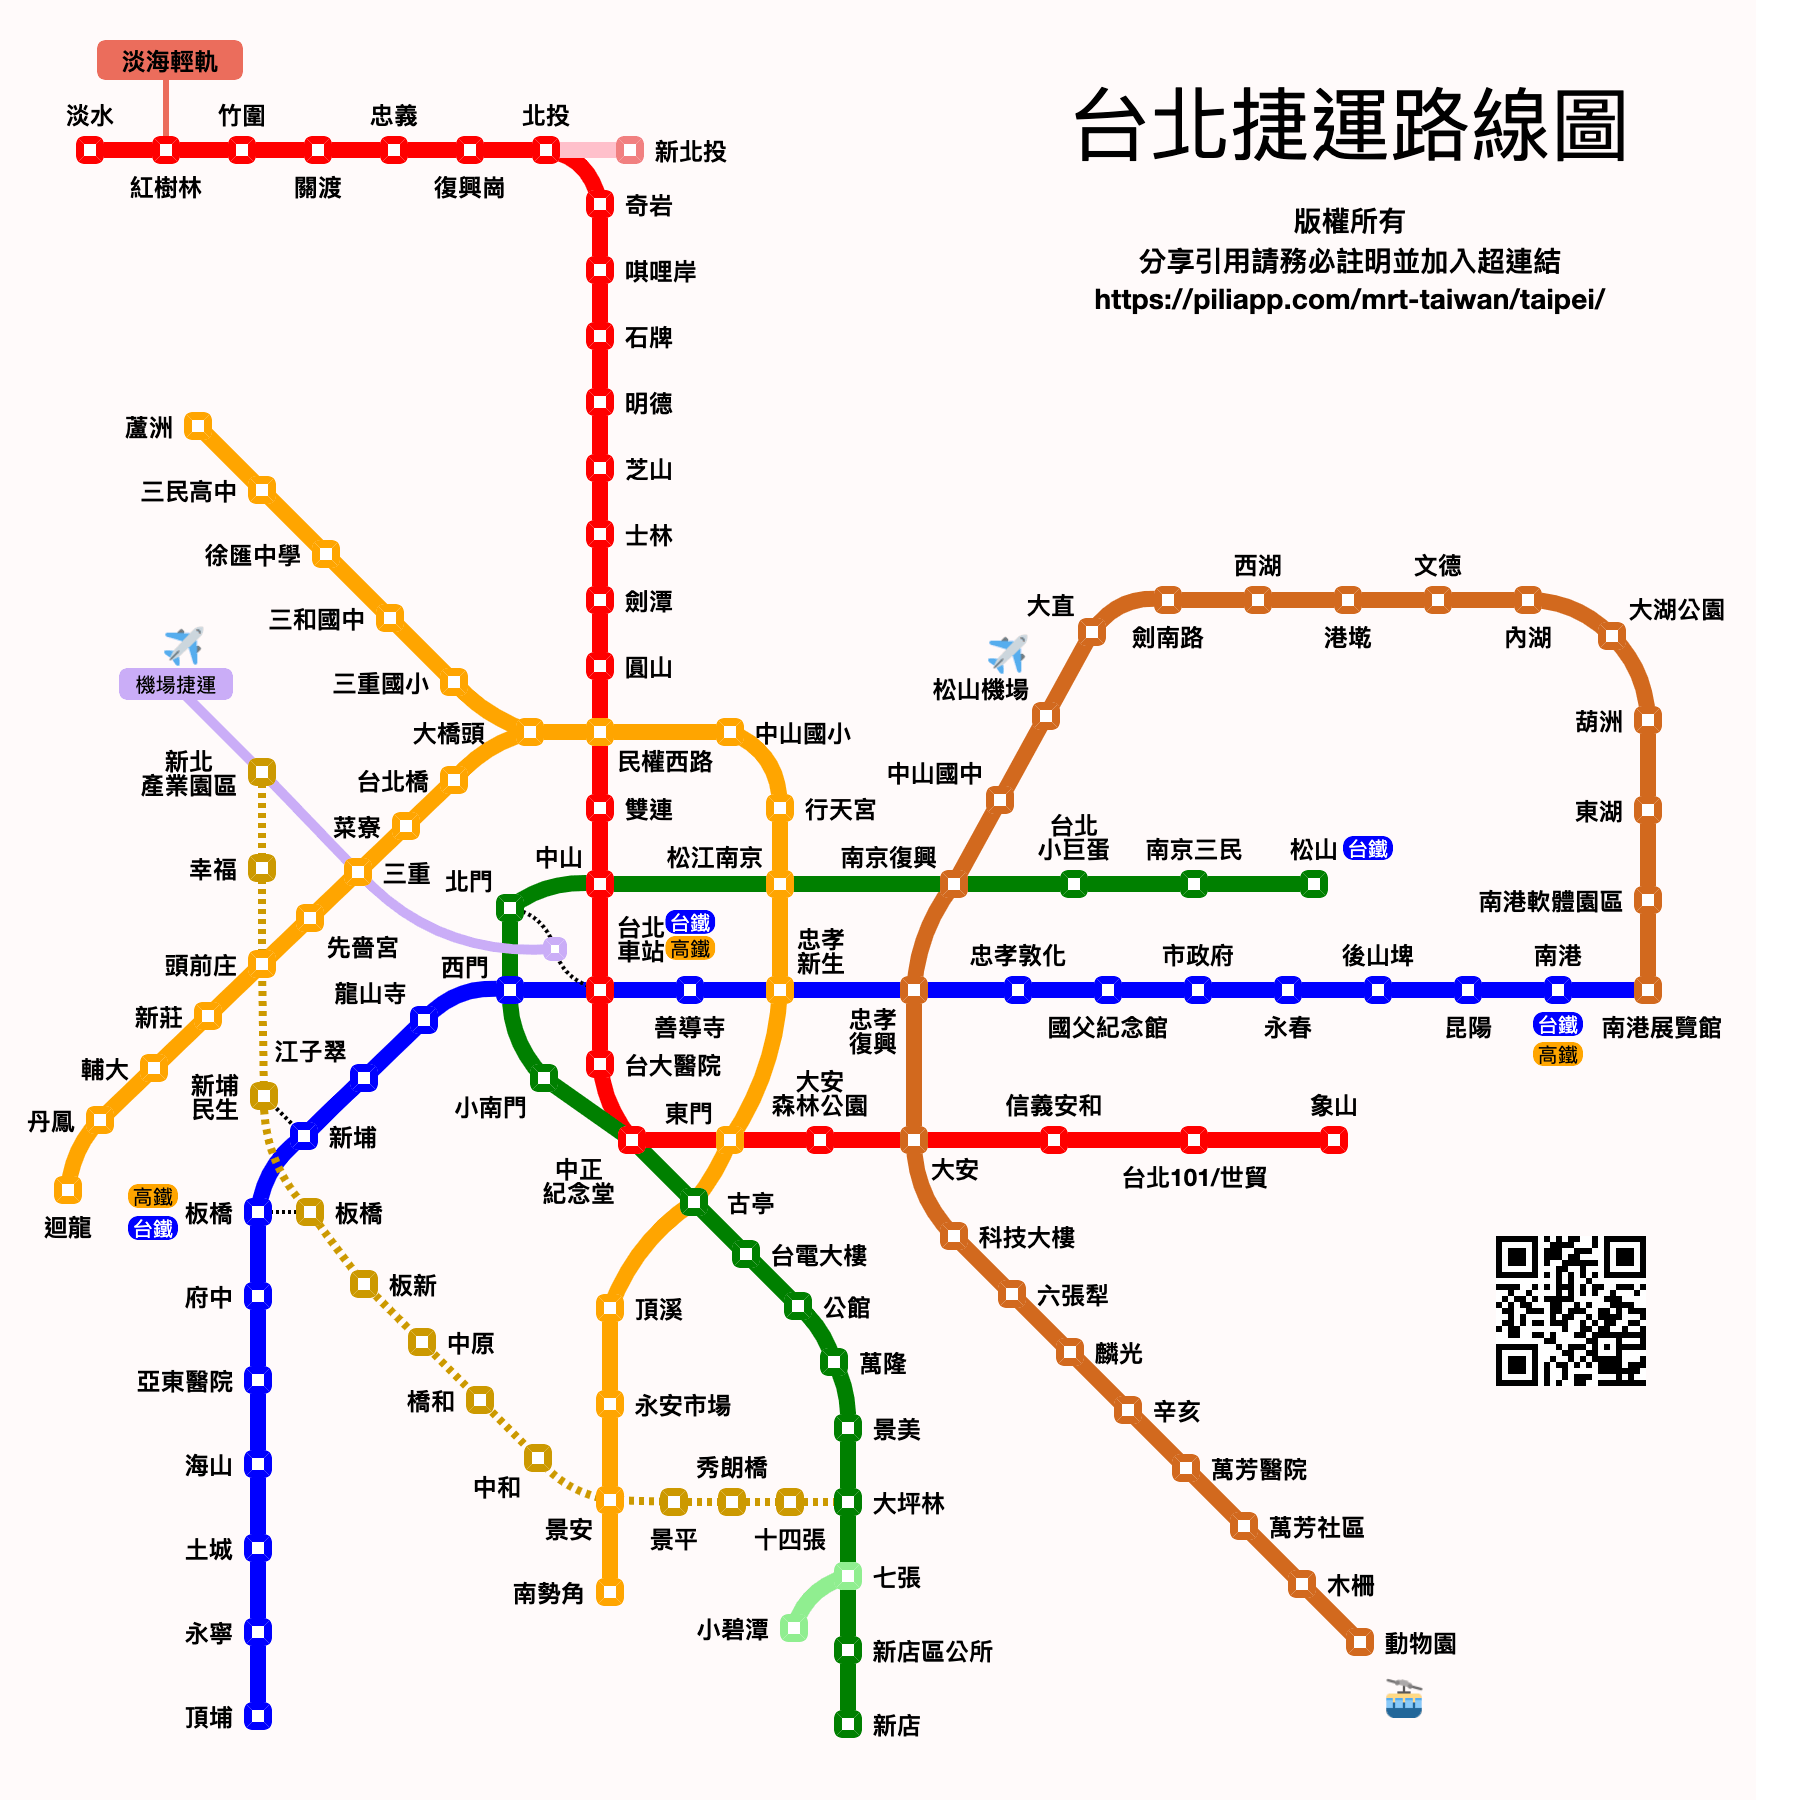 淡海輕軌
台北捷運路線圖
版權所有
分享引用請務必註明並加入超連結
https://piliapp.com/mrt-taiwan/taipei/
淡水
竹圍
忠義
北投
新北投
紅樹林
關渡
復興崗
奇岩
唭哩岸
石牌
明德
芝山
士林
劍潭
圓山
蘆洲
三民高中
徐匯中學
三和國中
三重國小
大橋頭
民權西路
中山國小
機場捷運
新北
產業園區
台北橋
菜寮
三重
幸福
先嗇宮
頭前庄
新莊
輔大
丹鳳
迴龍
雙連
行天宮
中山
松江南京
南京復興
台北
小巨蛋
南京三民
松山
台鐵
北門
台北
車站
台鐵
高鐵
西門
龍山寺
善導寺
忠孝
新生
忠孝
復興
忠孝敦化
國父紀念館
市政府
永春
後山埤
昆陽
南港
台鐵
高鐵
南港展覽館
大直
劍南路
西湖
港墘
文德
內湖
大湖公園
葫洲
東湖
南港軟體園區
松山機場
中山國中
江子翠
新埔
民生
新埔
高鐵
台鐵
板橋
板橋
府中
亞東醫院
海山
土城
永寧
頂埔
板新
中原
橋和
中和
景安
景平
秀朗橋
十四張
大坪林
小南門
台大醫院
中正
紀念堂
東門
大安
森林公園
大安
信義安和
台北101/世貿
象山
古亭
台電大樓
公館
萬隆
景美
七張
小碧潭
新店區公所
新店
頂溪
永安市場
南勢角
科技大樓
六張犁
麟光
辛亥
萬芳醫院
萬芳社區
木柵
動物園